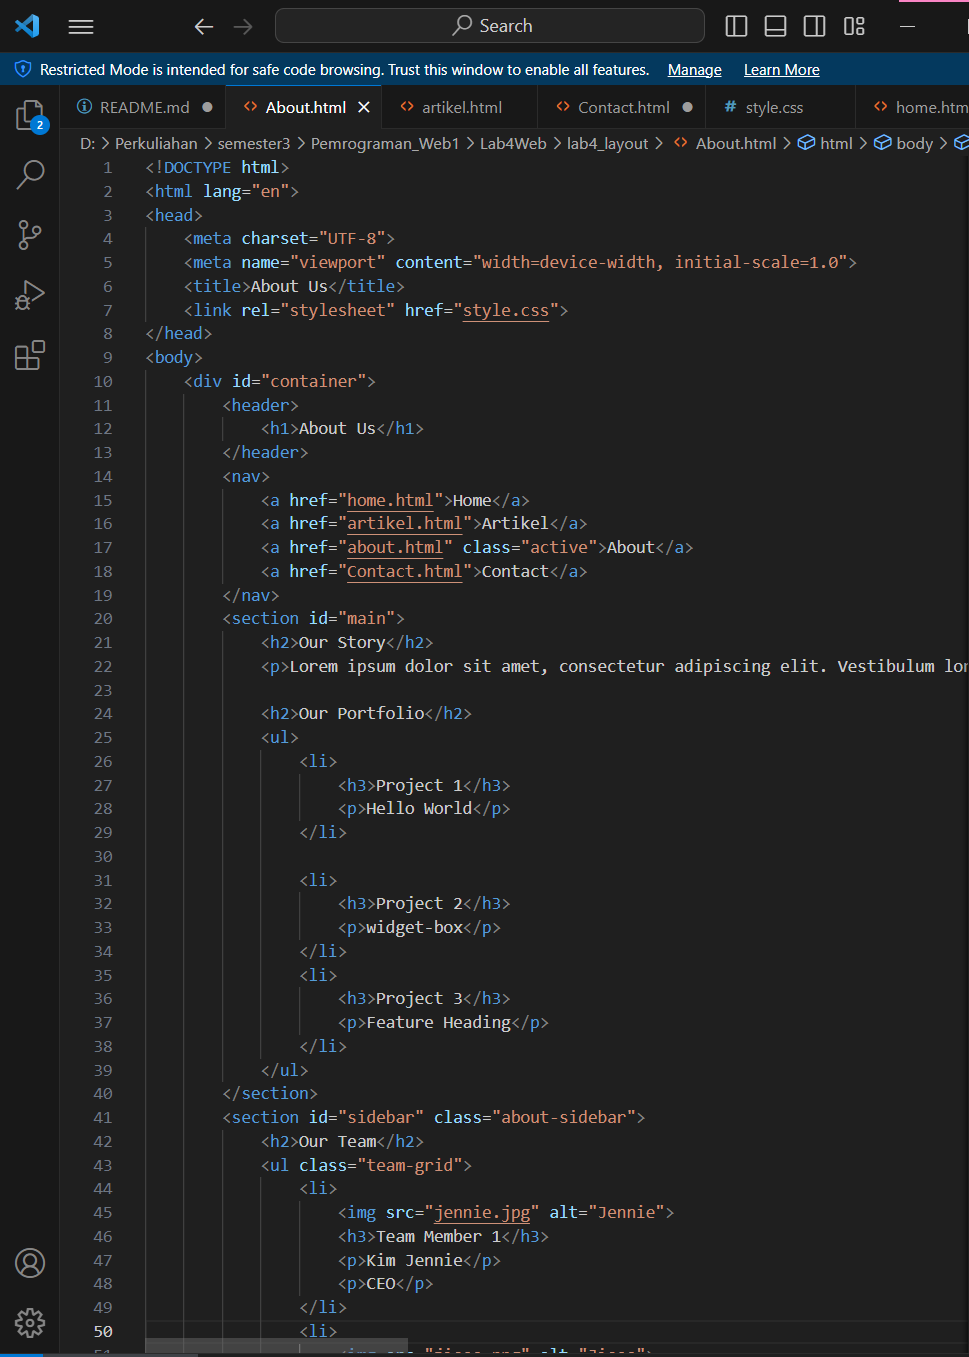 Search
Restricted Mode is intended for safe code browsing. Trust this window to enable all features. Manage Learn More
2
README.md About.html artikel.html Contact.html # style.css home.htm
D: > Perkuliahan > semester3 > Pemrograman_Web1 > Lab4Web > lab4_layout > About.html > html > body >
1 <!DOCTYPE html>
2 <html lang="en">
3 <head>
4 <meta charset="UTF-8">
5 <meta name="viewport" content="width=device-width, initial-scale=1.0">
6 <title>About Us</title>
7 <link rel="stylesheet" href="style.css">
8 </head>
9 <body>
10 <div id="container">
11 <header>
12 <h1>About Us</h1>
13 </header>
14 <nav>
15 <a href="home.html">Home</a>
16 <a href="artikel.html">Artikel</a>
17 <a href="about.html" class="active">About</a>
18 <a href="Contact.html">Contact</a>
19 </nav>
20 <section id="main">
21 <h2>Our Story</h2>
22 <p>Lorem ipsum dolor sit amet, consectetur adipiscing elit. Vestibulum lor
23
24 <h2>Our Portfolio</h2>
25 <ul>
26 <li>
27 <h3>Project 1</h3>
28 <p>Hello World</p>
29 </li>
30
31 <li>
32 <h3>Project 2</h3>
33 <p>widget-box</p>
34 </li>
35 <li>
36 <h3>Project 3</h3>
37 <p>Feature Heading</p>
38 </li>
39 </ul>
40 </section>
41 <section id="sidebar" class="about-sidebar">
42 <h2>Our Team</h2>
43 <ul class="team-grid">
44 <li>
45 <img src="jennie.jpg" alt="Jennie">
46 <h3>Team Member 1</h3>
47 <p>Kim Jennie</p>
48 <p>CEO</p>
49 </li>
50 <li>